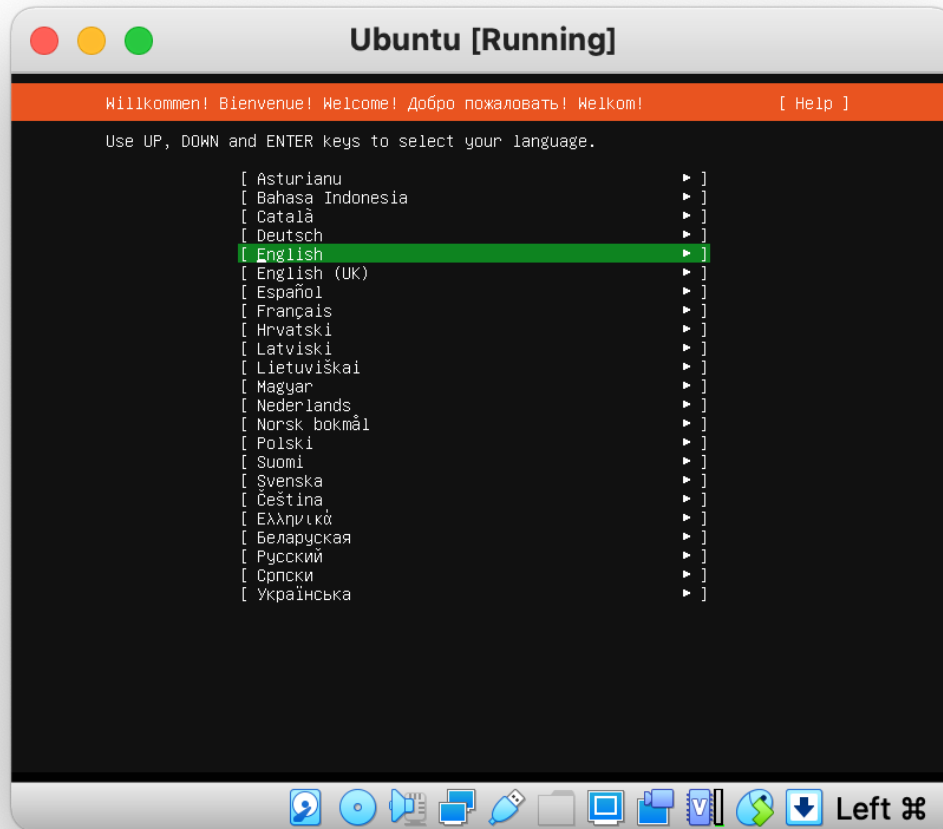 Ubuntu [Running]
Willkommen! Bienvenue! Welcome! Добро пожаловать! Welkom! [ Help ]
Use UP, DOWN and ENTER keys to select your language.
[ Asturianu ▸ ]
[ Bahasa Indonesia ▸ ]
[ Català ▸ ]
[ Deutsch ▸ ]
[ English ▸ ]
[ English (UK) ▸ ]
[ Español ▸ ]
[ Français ▸ ]
[ Hrvatski ▸ ]
[ Latviski ▸ ]
[ Lietuviškai ▸ ]
[ Magyar ▸ ]
[ Nederlands ▸ ]
[ Norsk bokmål ▸ ]
[ Polski ▸ ]
[ Suomi ▸ ]
[ Svenska ▸ ]
[ Čeština ▸ ]
[ Ελληνικά ▸ ]
[ Беларуская ▸ ]
[ Русский ▸ ]
[ Српски ▸ ]
[ Українська ▸ ]
V Left ⌘